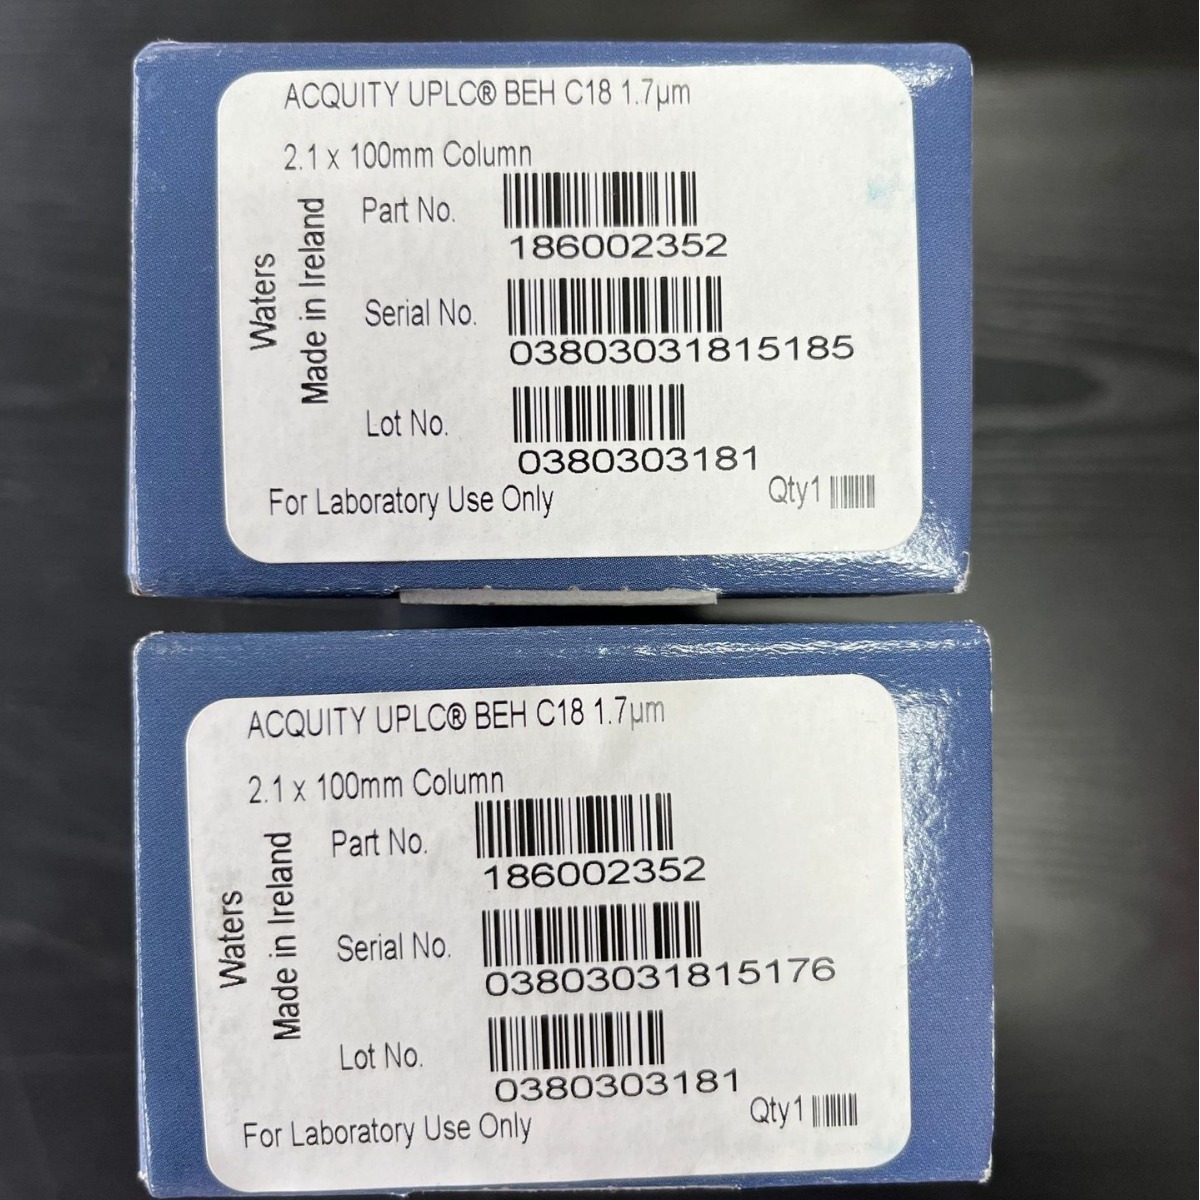 ACQUITY UPLC® BEH C18 1.7µm
2.1 x 100mm Column
Waters
Made in Ireland
Part No.
186002352
Serial No.
03803031815185
Lot No.
0380303181
For Laboratory Use Only
Qty1
ACQUITY UPLC® BEH C18 1.7µm
2.1 x 100mm Column
Waters
Made in Ireland
Part No.
186002352
Serial No.
03803031815176
Lot No.
0380303181
For Laboratory Use Only
Qty1